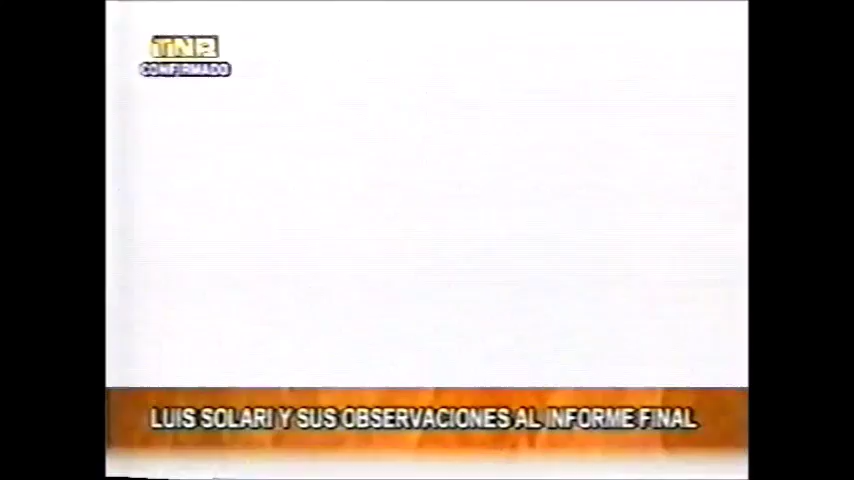 TNP
CONFIRMADO
LUIS SOLARI Y SUS OBSERVACIONES AL INFORME FINAL